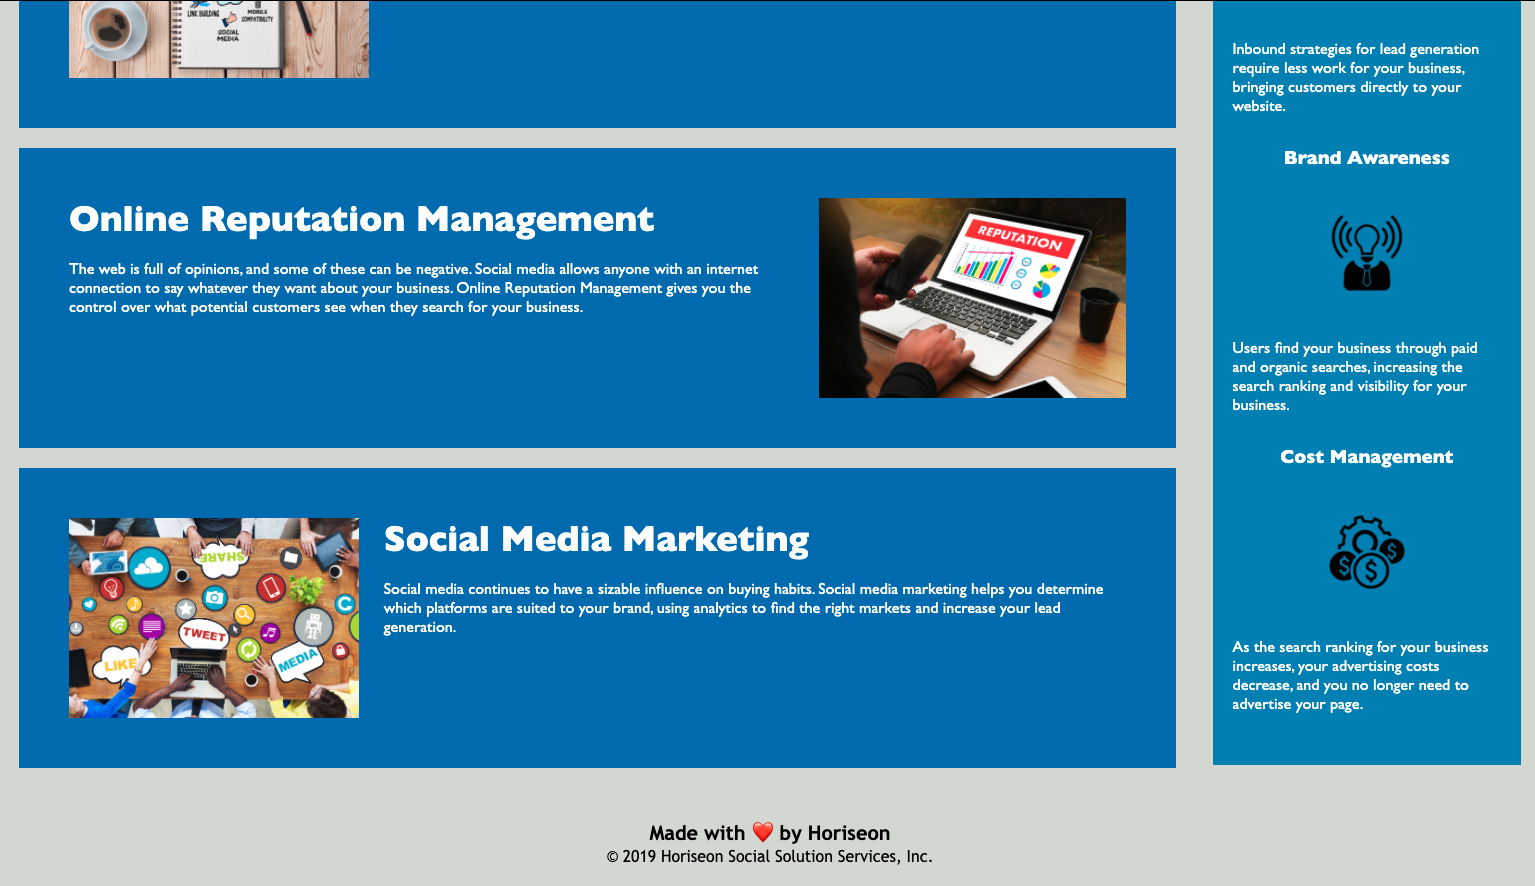 LINK BUILDING
MOBILE
COMPATIBILITY
SOCIAL
MEDIA
Online Reputation Management
The web is full of opinions, and some of these can be negative. Social media allows anyone with an internet
connection to say whatever they want about your business. Online Reputation Management gives you the
control over what potential customers see when they search for your business.
REPUTATION
Social Media Marketing
Social media continues to have a sizable influence on buying habits. Social media marketing helps you determine
which platforms are suited to your brand, using analytics to find the right markets and increase your lead
generation.
SHARE
TWEET
LIKE
MEDIA
Inbound strategies for lead generation
require less work for your business,
bringing customers directly to your
website.
Brand Awareness
Users find your business through paid
and organic searches, increasing the
search ranking and visibility for your
business.
Cost Management
$
$
$
As the search ranking for your business
increases, your advertising costs
decrease, and you no longer need to
advertise your page.
Made with ❤️ by Horiseon
© 2019 Horiseon Social Solution Services, Inc.